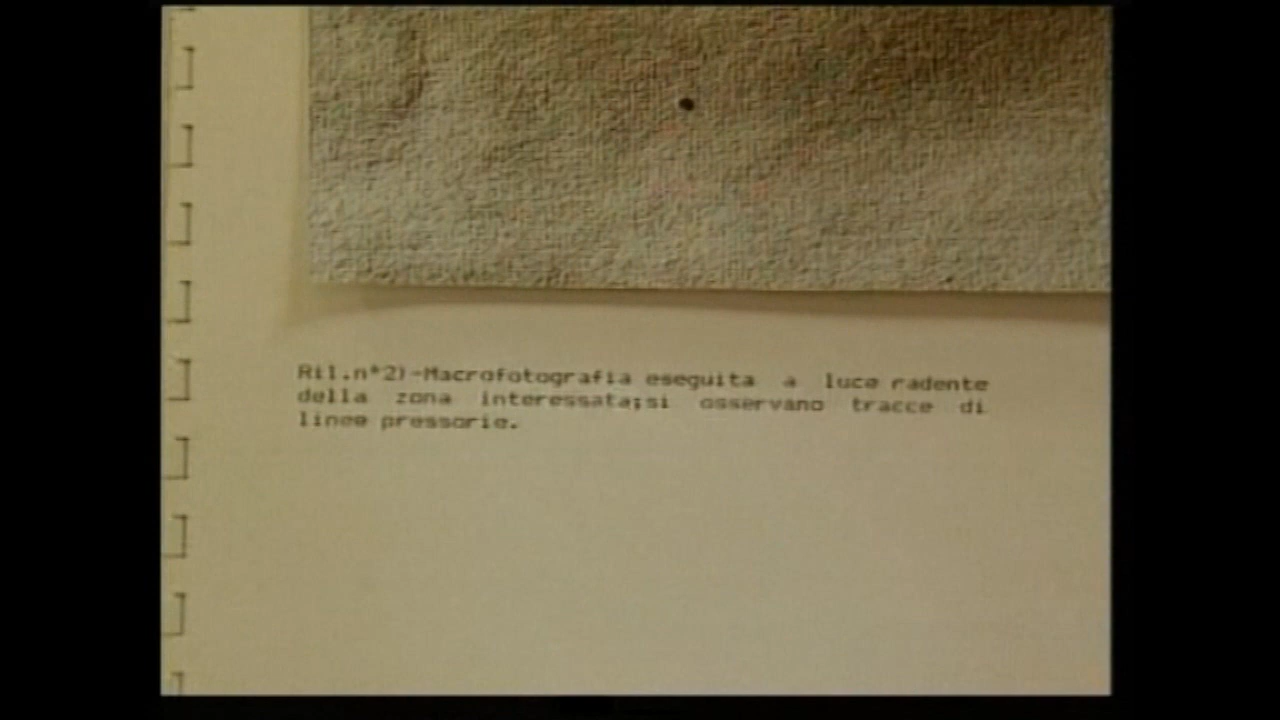 Ril.n°2)-Macrofotografia eseguita a luce radente
della zona interessata;si osservano tracce di
linee pressorie.